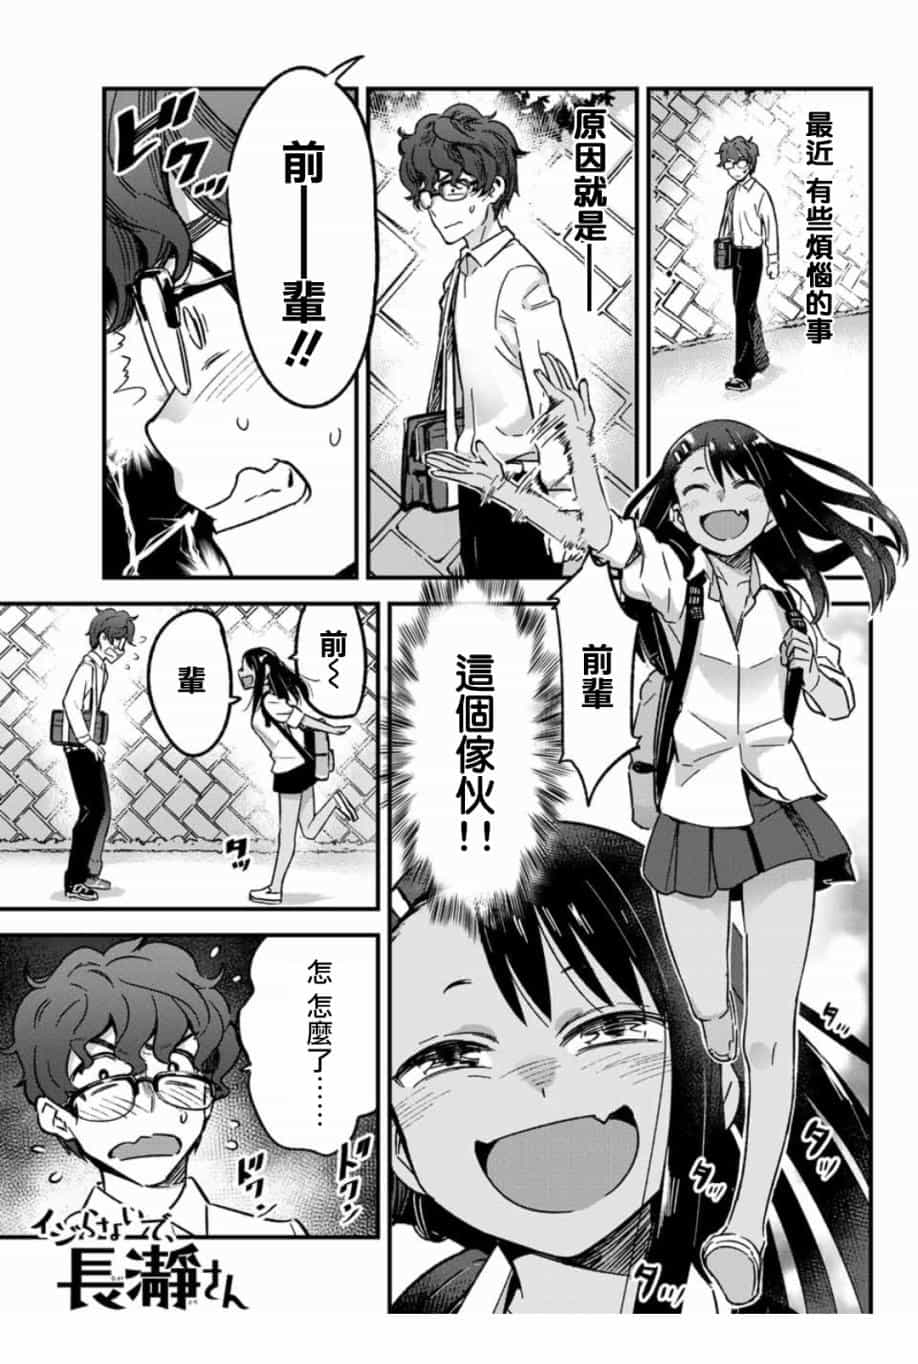 最近 有些煩惱的事
原因就是——
前——輩!!
ビクッ
前輩
這個傢伙!!
タッ
タッ
タッ
前～
輩
タッ
怎 怎麼了……
ドクン
ドクン
イジらないで、
長瀞さん